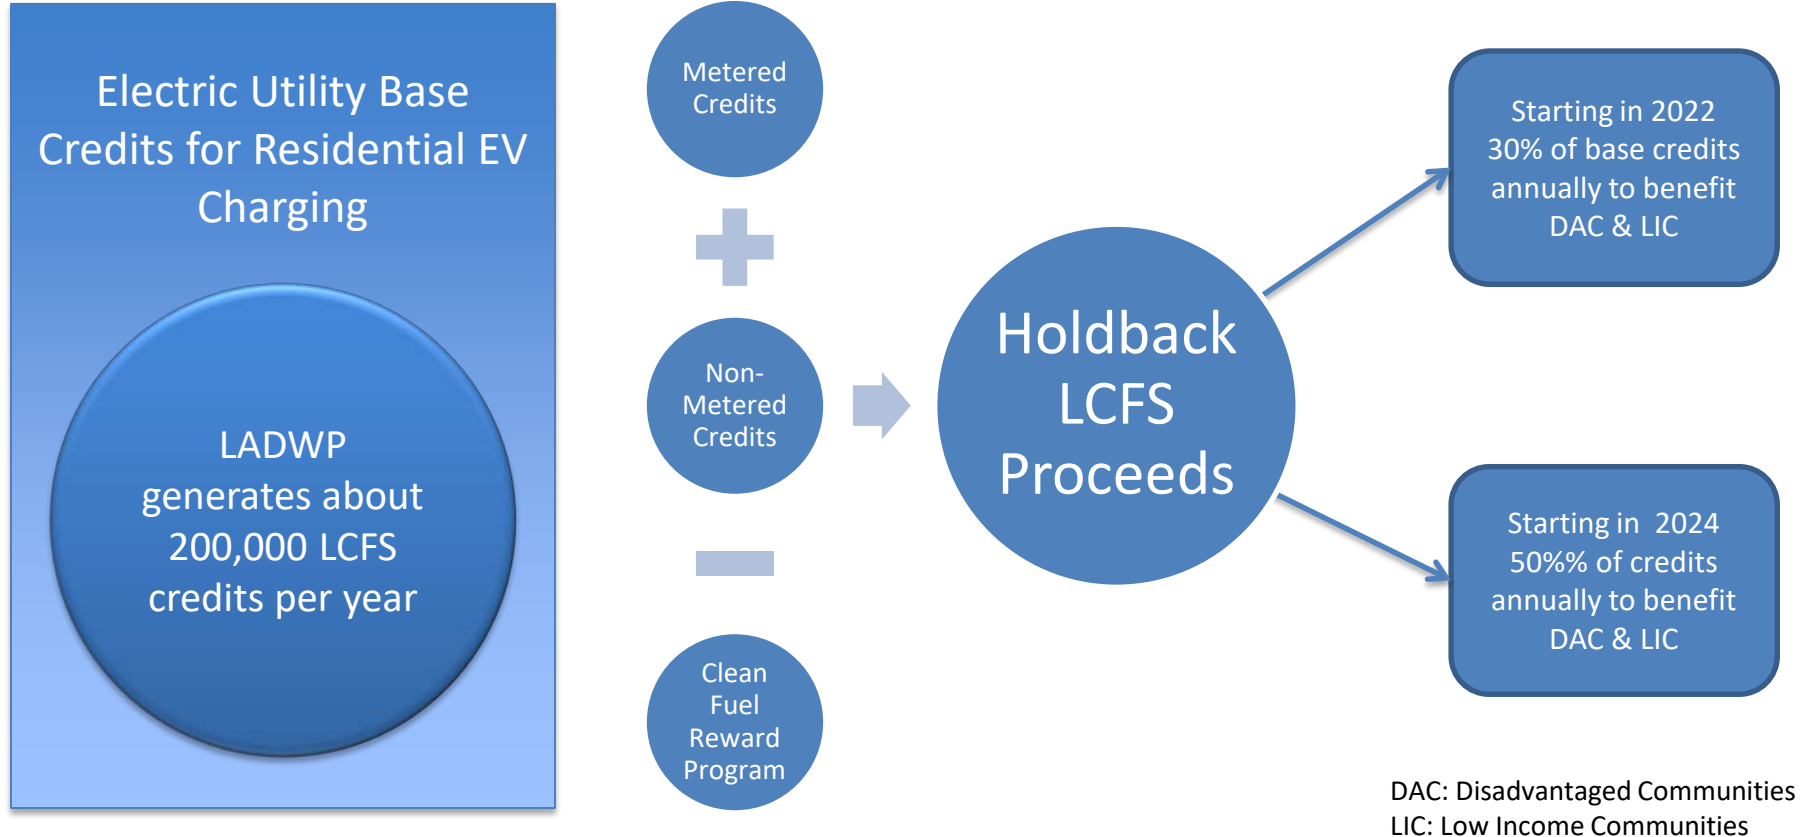 Electric Utility Base
Credits for Residential EV
Charging
LADWP
generates about
200,000 LCFS
credits per year
Metered
Credits
Non-
Metered
Credits
Clean
Fuel
Reward
Program
Holdback
LCFS
Proceeds
Starting in 2022
30% of base credits
annually to benefit
DAC & LIC
Starting in  2024
50%% of credits
annually to benefit
DAC & LIC
DAC: Disadvantaged Communities
LIC: Low Income Communities